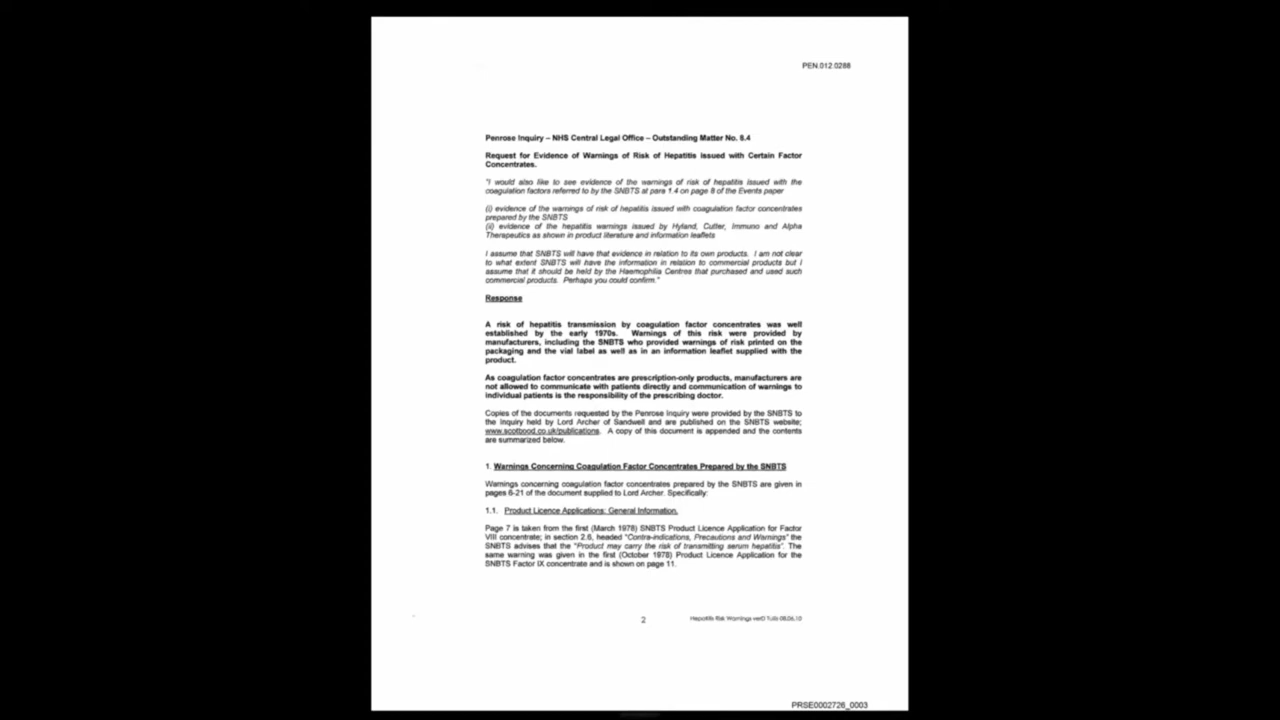 PEN.012.0288
Penrose Inquiry – NHS Central Legal Office – Outstanding Matter No. 8.4
Request for Evidence of Warnings of Risk of Hepatitis Issued with Certain Factor
Concentrates.
"I would also like to see evidence of the warnings of risk of hepatitis issued with the
coagulation factors referred to by the SNBTS at para 1.4 on page 8 of the Events paper
(i) evidence of the warnings of risk of hepatitis issued with coagulation factor concentrates
prepared by the SNBTS
(ii) evidence of the hepatitis warnings issued by Hyland, Cutter, Immuno and Alpha
Therapeutics as shown in product literature and information leaflets
I assume that SNBTS will have that evidence in relation to its own products. I am not clear
to what extent SNBTS will have the information in relation to commercial products but I
assume that it should be held by the Haemophilia Centres that purchased and used such
commercial products. Perhaps you could confirm."
Response
A risk of hepatitis transmission by coagulation factor concentrates was well
established by the early 1970s. Warnings of this risk were provided by
manufacturers, including the SNBTS who provided warnings of risk printed on the
packaging and the vial label as well as in an information leaflet supplied with the
product.
As coagulation factor concentrates are prescription-only products, manufacturers are
not allowed to communicate with patients directly and communication of warnings to
individual patients is the responsibility of the prescribing doctor.
Copies of the documents requested by the Penrose Inquiry were provided by the SNBTS to
the Inquiry held by Lord Archer of Sandwell and are published on the SNBTS website;
www.scotbood.co.uk/publications. A copy of this document is appended and the contents
are summarized below.
1. Warnings Concerning Coagulation Factor Concentrates Prepared by the SNBTS
Warnings concerning coagulation factor concentrates prepared by the SNBTS are given in
pages 6-21 of the document supplied to Lord Archer. Specifically:
1.1. Product Licence Applications: General Information.
Page 7 is taken from the first (March 1978) SNBTS Product Licence Application for Factor
VIII concentrate; in section 2.6, headed "Contra-indications, Precautions and Warnings" the
SNBTS advises that the "Product may carry the risk of transmitting serum hepatitis". The
same warning was given in the first (October 1978) Product Licence Application for the
SNBTS Factor IX concentrate and is shown on page 11.
2
Hepatitis Risk Warnings verD Tulis 08.06.10
PRSE0002726_0003